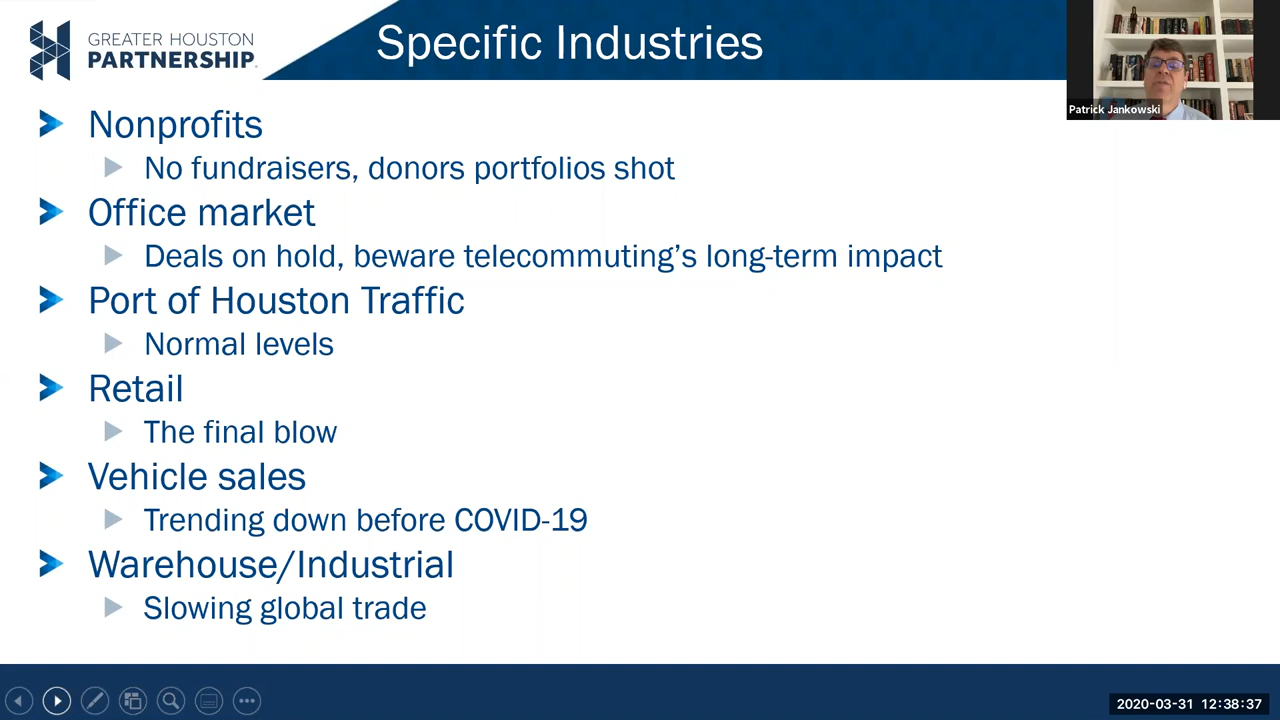 GREATER HOUSTON
PARTNERSHIP
Specific Industries
Patrick Jankowski
Nonprofits
No fundraisers, donors portfolios shot
Office market
Deals on hold, beware telecommuting’s long-term impact
Port of Houston Traffic
Normal levels
Retail
The final blow
Vehicle sales
Trending down before COVID-19
Warehouse/Industrial
Slowing global trade
2020-03-31 12:38:37